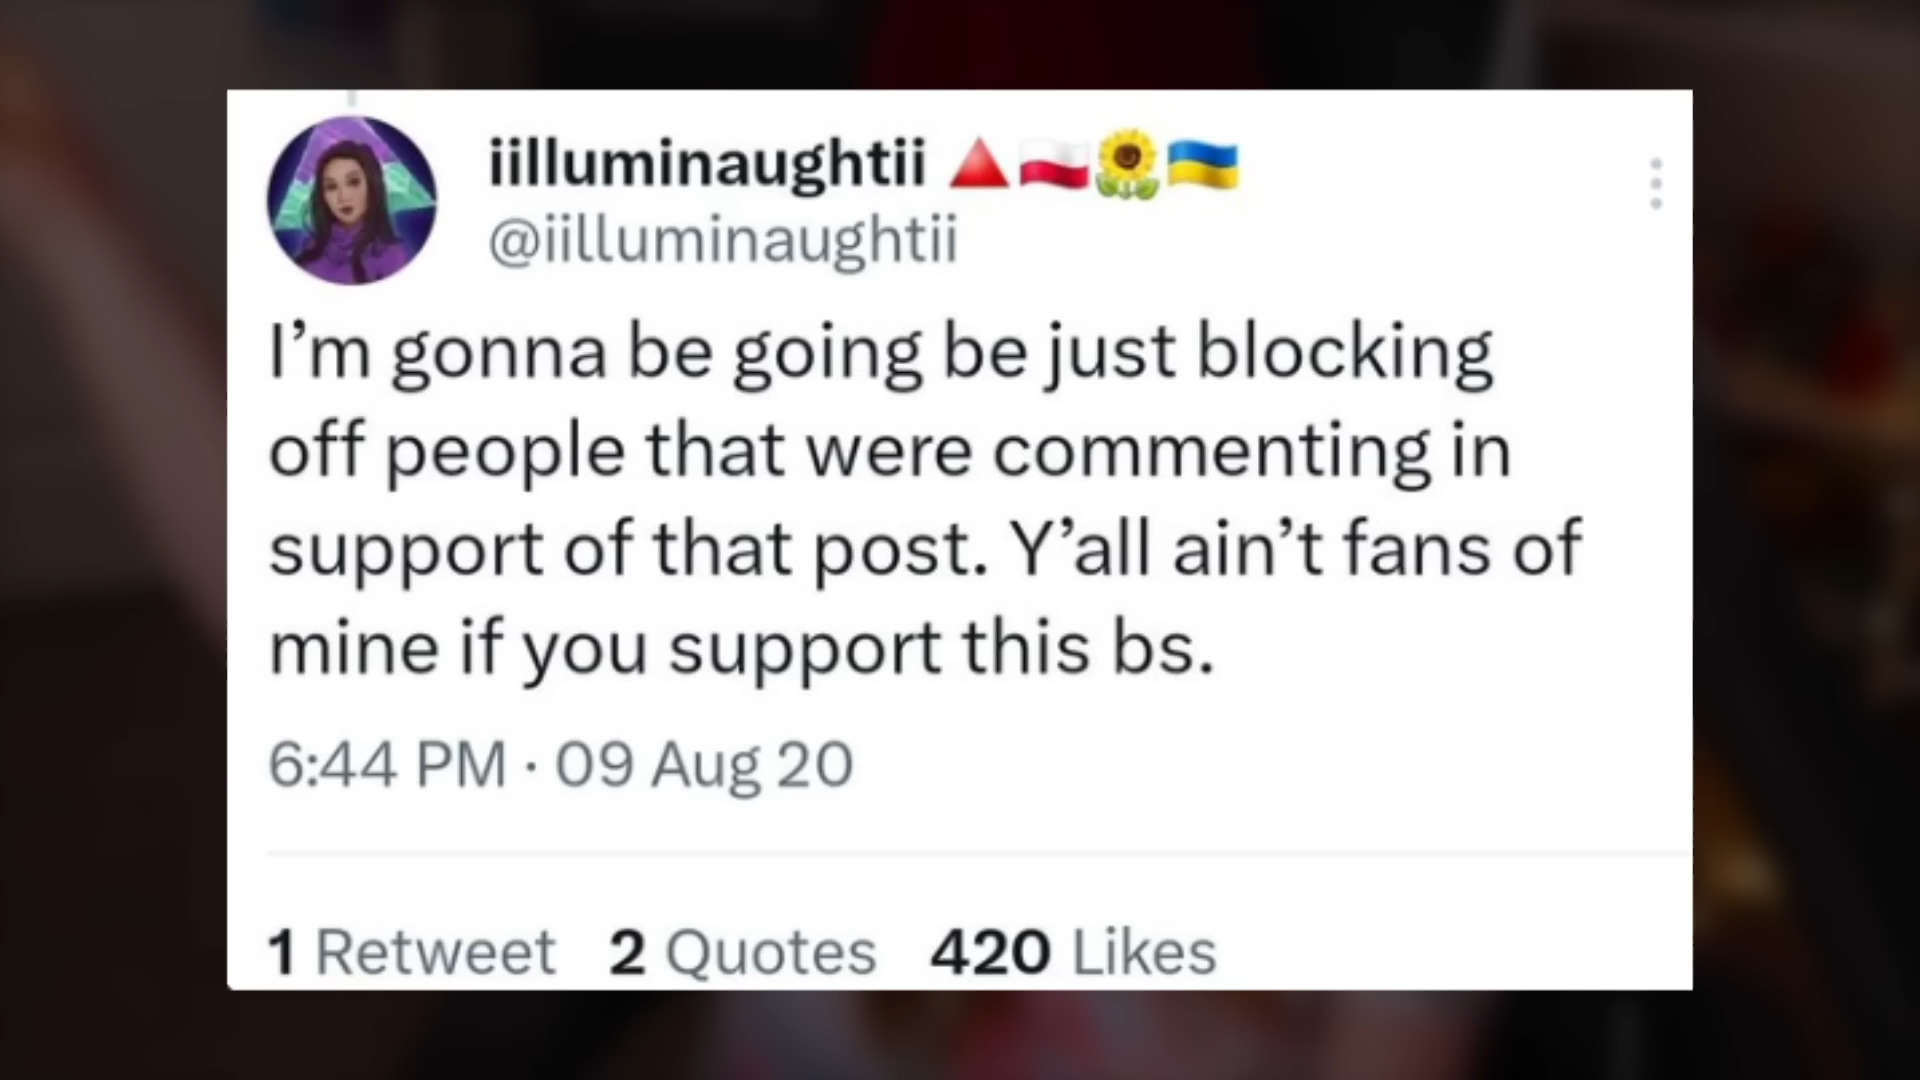 iilluminaughtii 🔺🇵🇱🌻🇺🇦
@iilluminaughtii
I’m gonna be going be just blocking
off people that were commenting in
support of that post. Y’all ain’t fans of
mine if you support this bs.
6:44 PM · 09 Aug 20
1 Retweet 2 Quotes 420 Likes